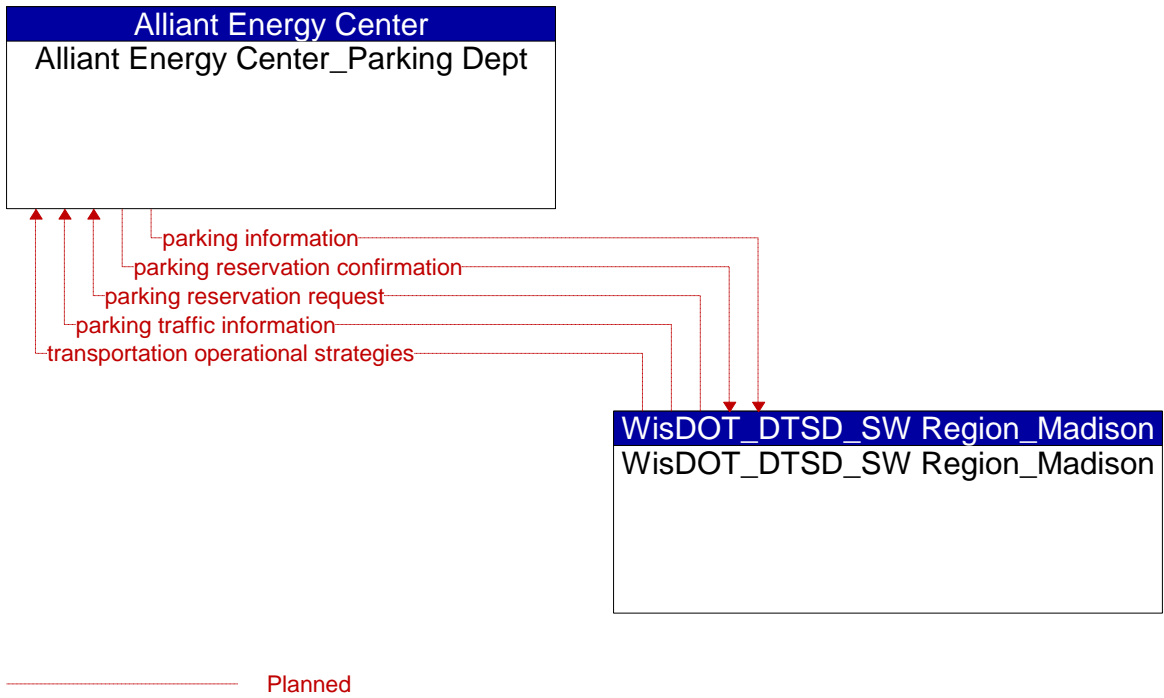 Alliant Energy Center
Alliant Energy Center_Parking Dept
parking information
parking reservation confirmation
parking reservation request
parking traffic information
transportation operational strategies
WisDOT_DTSD_SW Region_Madison
WisDOT_DTSD_SW Region_Madison
Planned